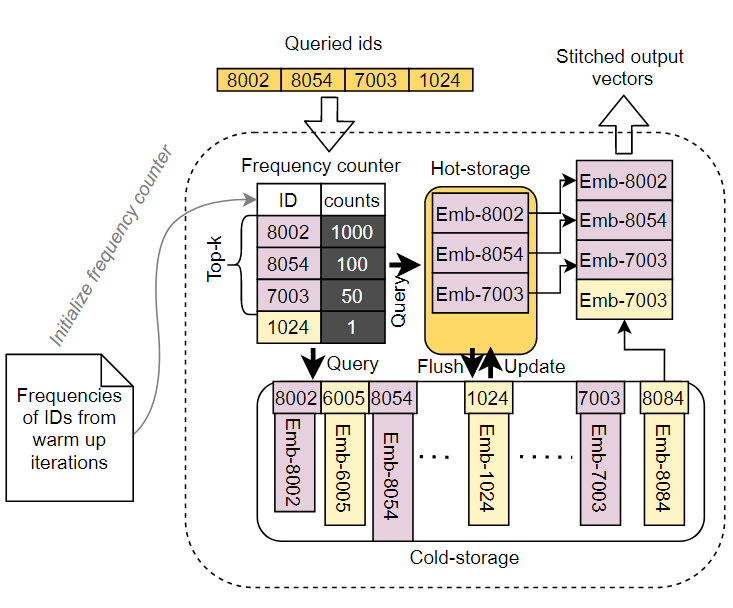 Queried ids
8002 8054 7003 1024
Stitched output
vectors
Initialize frequency counter
Frequency counter
ID counts
8002 1000
8054 100
7003 50
1024 1
Top-k
Query
Hot-storage
Emb-8002
Emb-8054
Emb-7003
Emb-8002
Emb-8054
Emb-7003
Emb-7003
Query
Flush
Update
Frequencies
of IDs from
warm up
iterations
8002 6005 8054 1024 7003 8084
Emb-8002
Emb-6005
Emb-8054
...
Emb-1024
......
Emb-7003
Emb-8084
Cold-storage